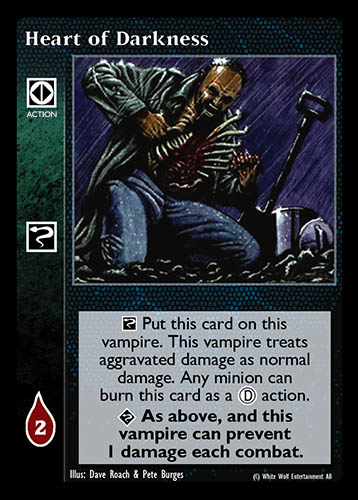 Heart of Darkness
ACTION
Put this card on this
vampire. This vampire treats
aggravated damage as normal
damage. Any minion can
burn this card as a Ⓓ action.
As above, and this
vampire can prevent
1 damage each combat.
2
Illus: Dave Roach & Pete Burges
(C) White Wolf Entertainment AB